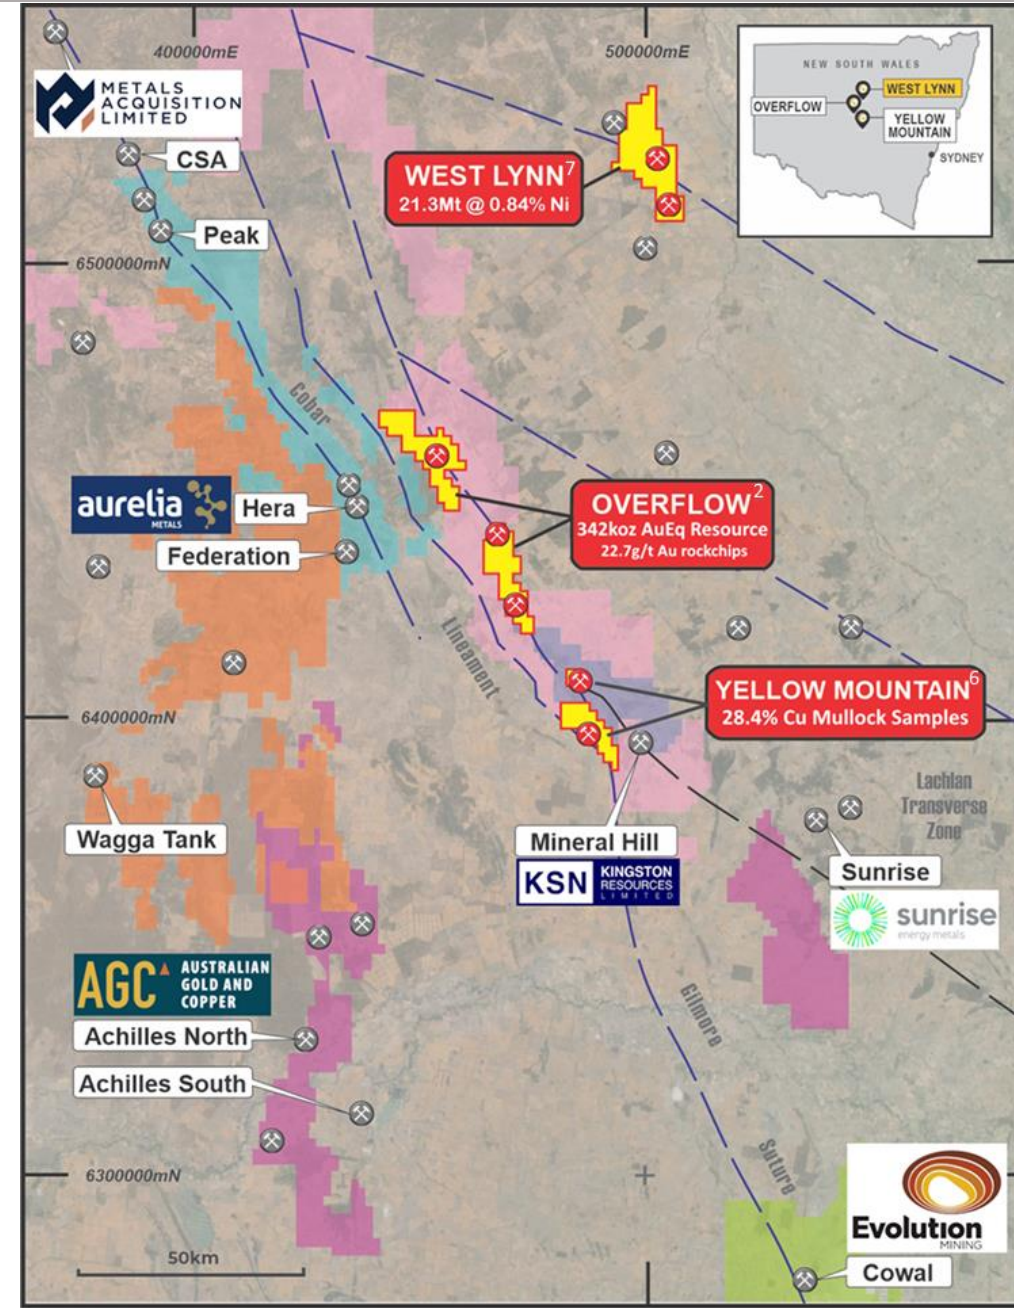 400000mE
500000mE
METALS
ACQUISITION
LIMITED
NEW SOUTH WALES
WEST LYNN
OVERFLOW
YELLOW
MOUNTAIN
SYDNEY
CSA
WEST LYNN7
21.3Mt @ 0.84% Ni
Peak
6500000mN
Cobar
aurelia
METALS
Hera
OVERFLOW2
342koz AuEq Resource
22.7g/t Au rockchips
Federation
Lineament
YELLOW MOUNTAIN6
28.4% Cu Mullock Samples
6400000mN
Lachlan
Transverse
Zone
Wagga Tank
Mineral Hill
KSN
KINGSTON
RESOURCES
LIMITED
Sunrise
sunrise
energy metals
AGC
AUSTRALIAN
GOLD AND
COPPER
Gilmore
Achilles North
Achilles South
Suture
6300000mN
Evolution
MINING
50km
Cowal